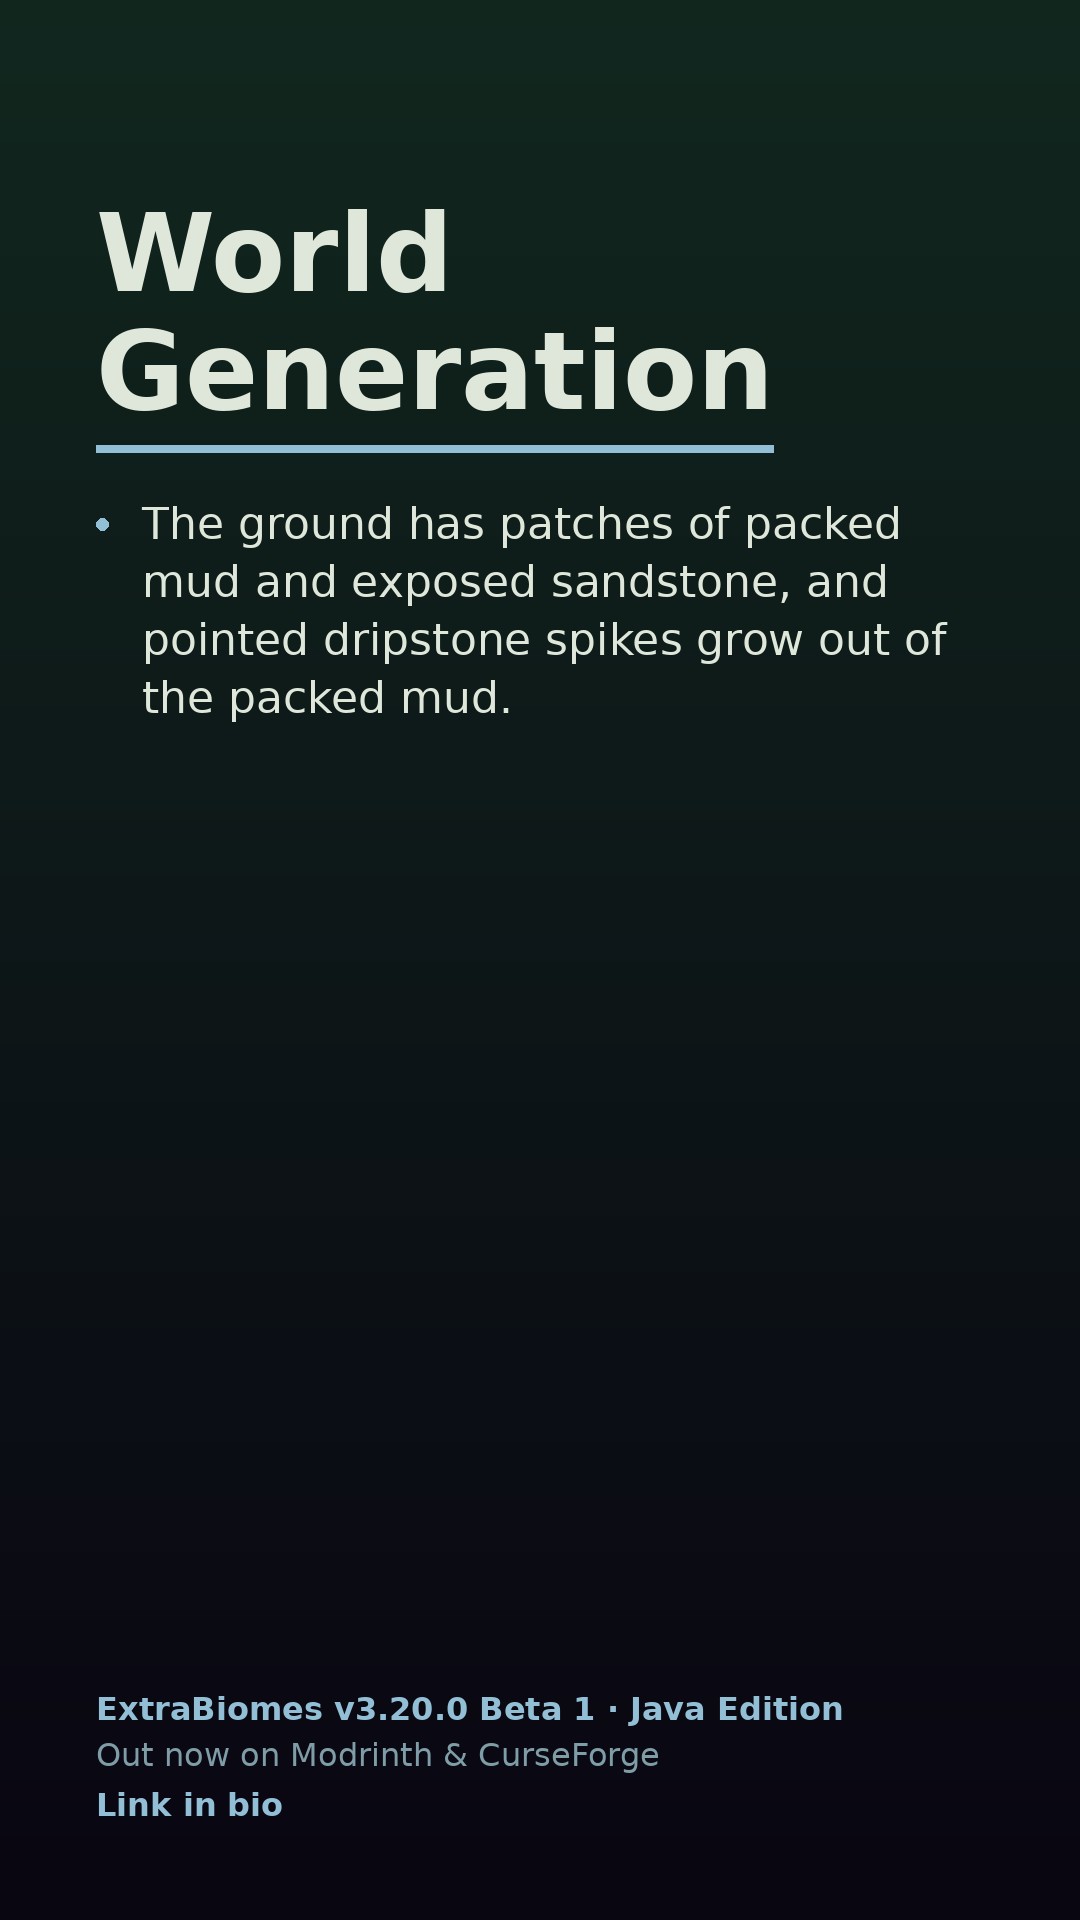 World
Generation
• The ground has patches of packed
mud and exposed sandstone, and
pointed dripstone spikes grow out of
the packed mud.
ExtraBiomes v3.20.0 Beta 1 · Java Edition
Out now on Modrinth & CurseForge
Link in bio